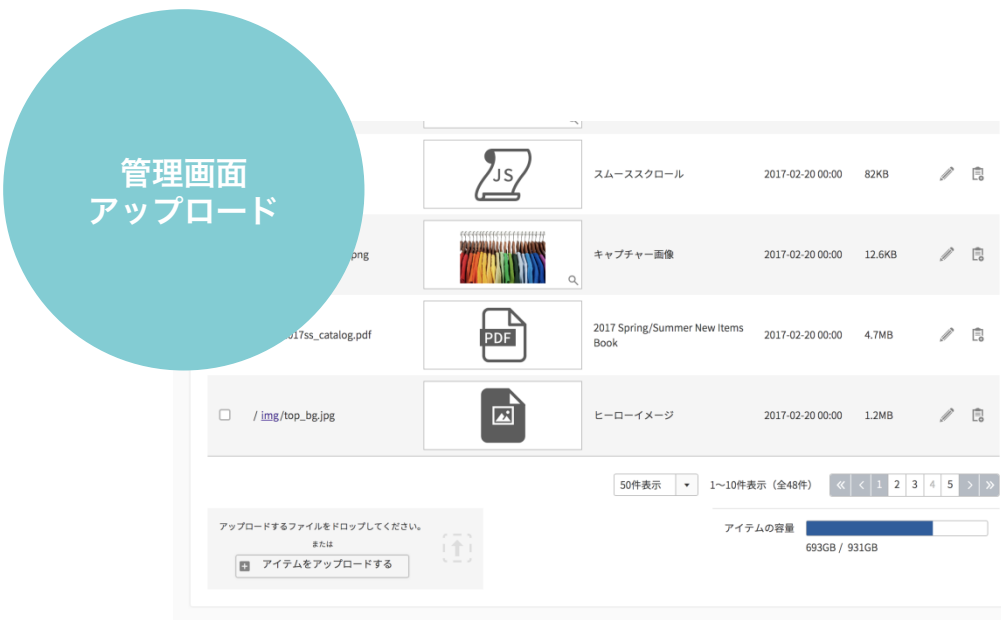 管理画面
アップロード
JS
スムーススクロール
2017-02-20 00:00
82KB
png
キャプチャー画像
2017-02-20 00:00
12.6KB
17ss_catalog.pdf
PDF
2017 Spring/Summer New Items
Book
2017-02-20 00:00
4.7MB
/ img/top_bg.jpg
ヒーローイメージ
2017-02-20 00:00
1.2MB
50件表示
1〜10件表示（全48件）
« < 1 2 3 4 5 > »
アップロードするファイルをドロップしてください。
または
アイテムをアップロードする
アイテムの容量
693GB / 931GB